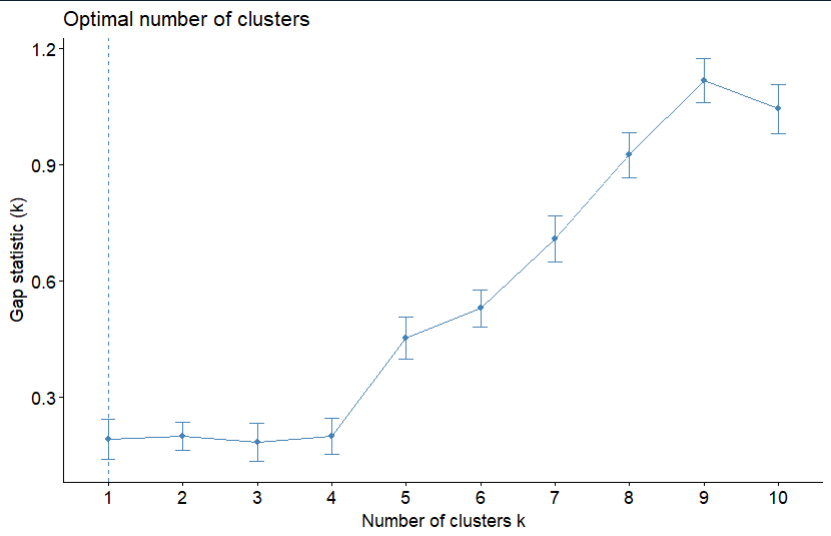 Optimal number of clusters
1.2
0.9
0.6
0.3
Gap statistic (k)
1 2 3 4 5 6 7 8 9 10
Number of clusters k